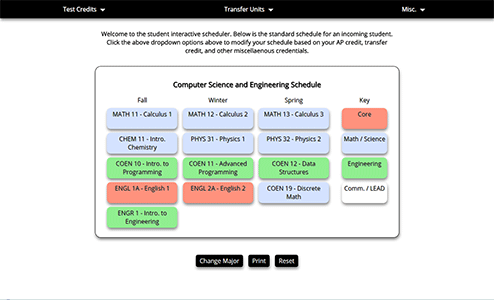 Test Credits Transfer Units Misc.
Welcome to the student interactive scheduler. Below is the standard schedule for an incoming student.
Click the above dropdown options above to modify your schedule based on your AP credit, transfer
credit, and other miscellaenous credentials.
Computer Science and Engineering Schedule
Fall Winter Spring Key
MATH 11 - Calculus 1 MATH 12 - Calculus 2 MATH 13 - Calculus 3 Core
CHEM 11 - Intro. PHYS 31 - Physics 1 PHYS 32 - Physics 2 Math / Science
Chemistry
COEN 10 - Intro. to COEN 11 - Advanced COEN 12 - Data Engineering
Programming Programming Structures
ENGL 1A - English 1 ENGL 2A - English 2 COEN 19 - Discrete Comm. / LEAD
Math
ENGR 1 - Intro. to
Engineering
Change Major Print Reset